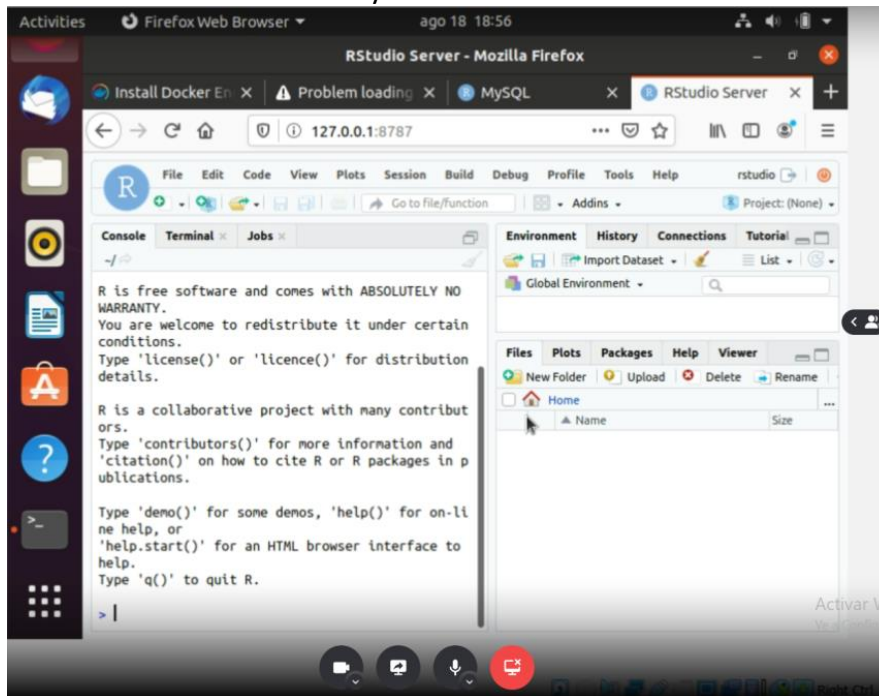 Activities
Firefox Web Browser
ago 18 18:56
RStudio Server - Mozilla Firefox
Install Docker En
Problem loading
MySQL
RStudio Server
127.0.0.1:8787
R
File Edit Code View Plots Session Build Debug Profile Tools Help
rstudio
Go to file/function
Addins
Project: (None)
Console Terminal Jobs
~/
R is free software and comes with ABSOLUTELY NO
WARRANTY.
You are welcome to redistribute it under certain
conditions.
Type 'license()' or 'licence()' for distribution
details.
R is a collaborative project with many contribut
ors.
Type 'contributors()' for more information and
'citation()' on how to cite R or R packages in p
ublications.
Type 'demo()' for some demos, 'help()' for on-li
ne help, or
'help.start()' for an HTML browser interface to
help.
Type 'q()' to quit R.
>
Environment History Connections Tutorial
Import Dataset
List
Global Environment
Files Plots Packages Help Viewer
New Folder Upload Delete Rename
Home
...
Name Size
Activar
Right Ctrl